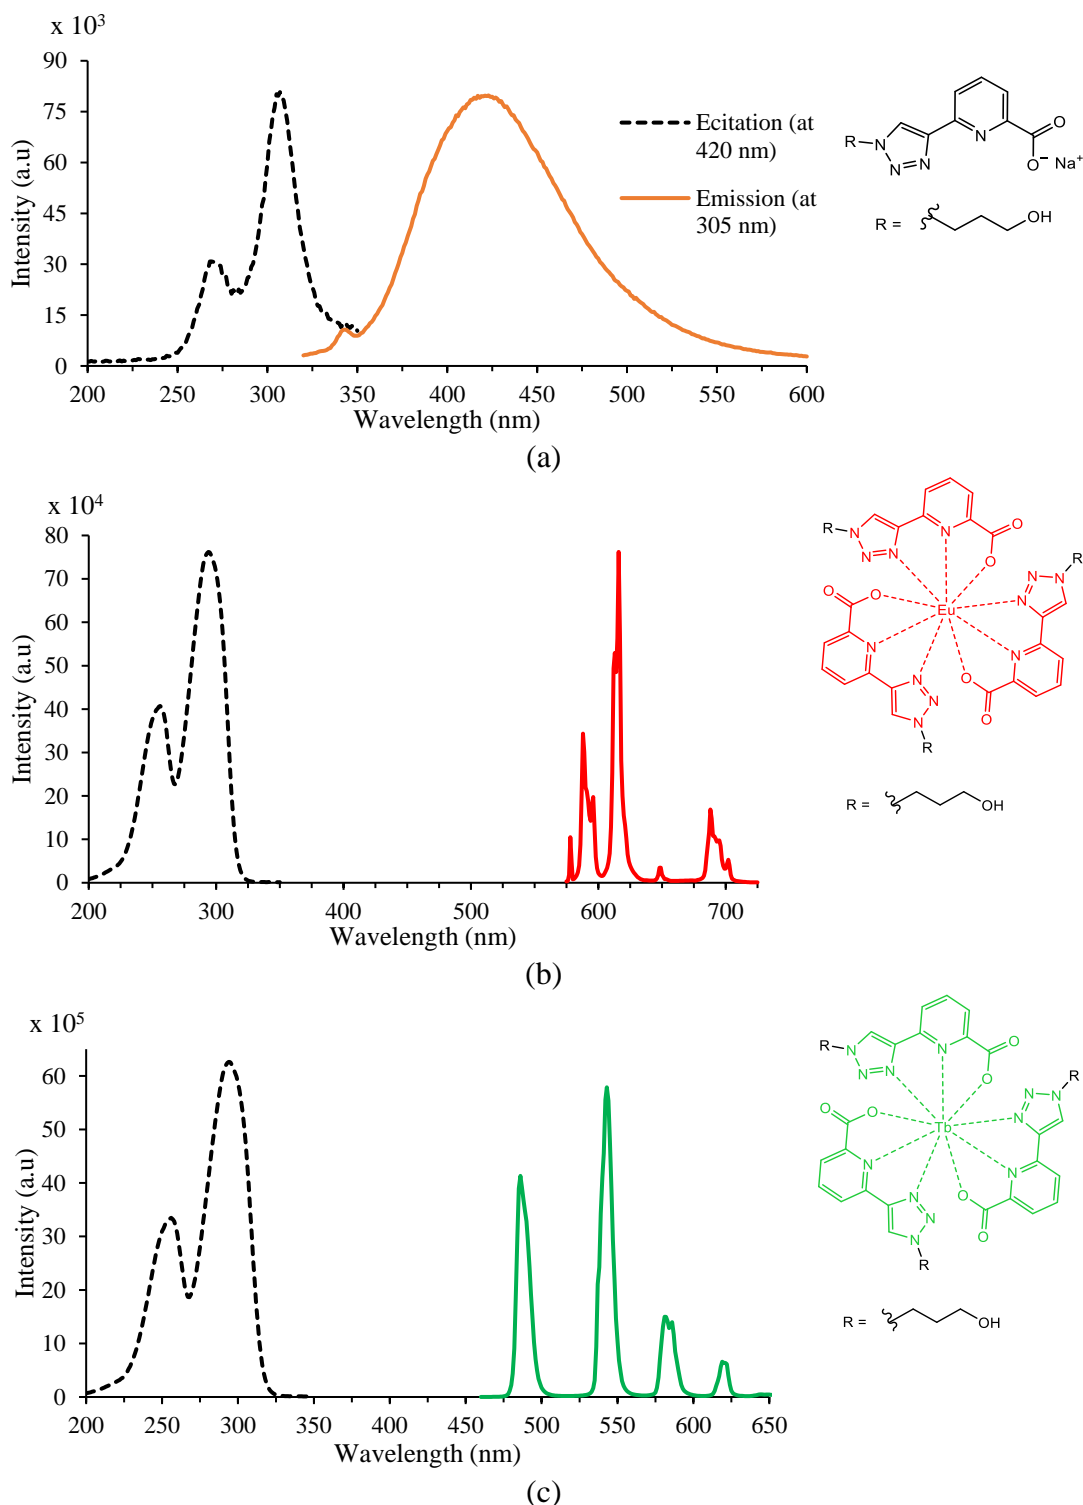 x 10³
90
75
60
45
30
15
0
Intensity (a.u)
200 250 300 350 400 450 500 550 600
Wavelength (nm)
Ecitation (at
420 nm)
Emission (at
305 nm)
R N N N N O O⁻ Na⁺
R = OH
(a)
x 10⁴
80
70
60
50
40
30
20
10
0
Intensity (a.u)
200 300 400 500 600 700
Wavelength (nm)
R N N N N O O
R N N N N O O
R N N N N O O
Eu
R = OH
(b)
x 10⁵
60
50
40
30
20
10
0
Intensity (a.u)
200 250 300 350 400 450 500 550 600 650
Wavelength (nm)
R N N N N O O
R N N N N O O
R N N N N O O
Tb
R = OH
(c)